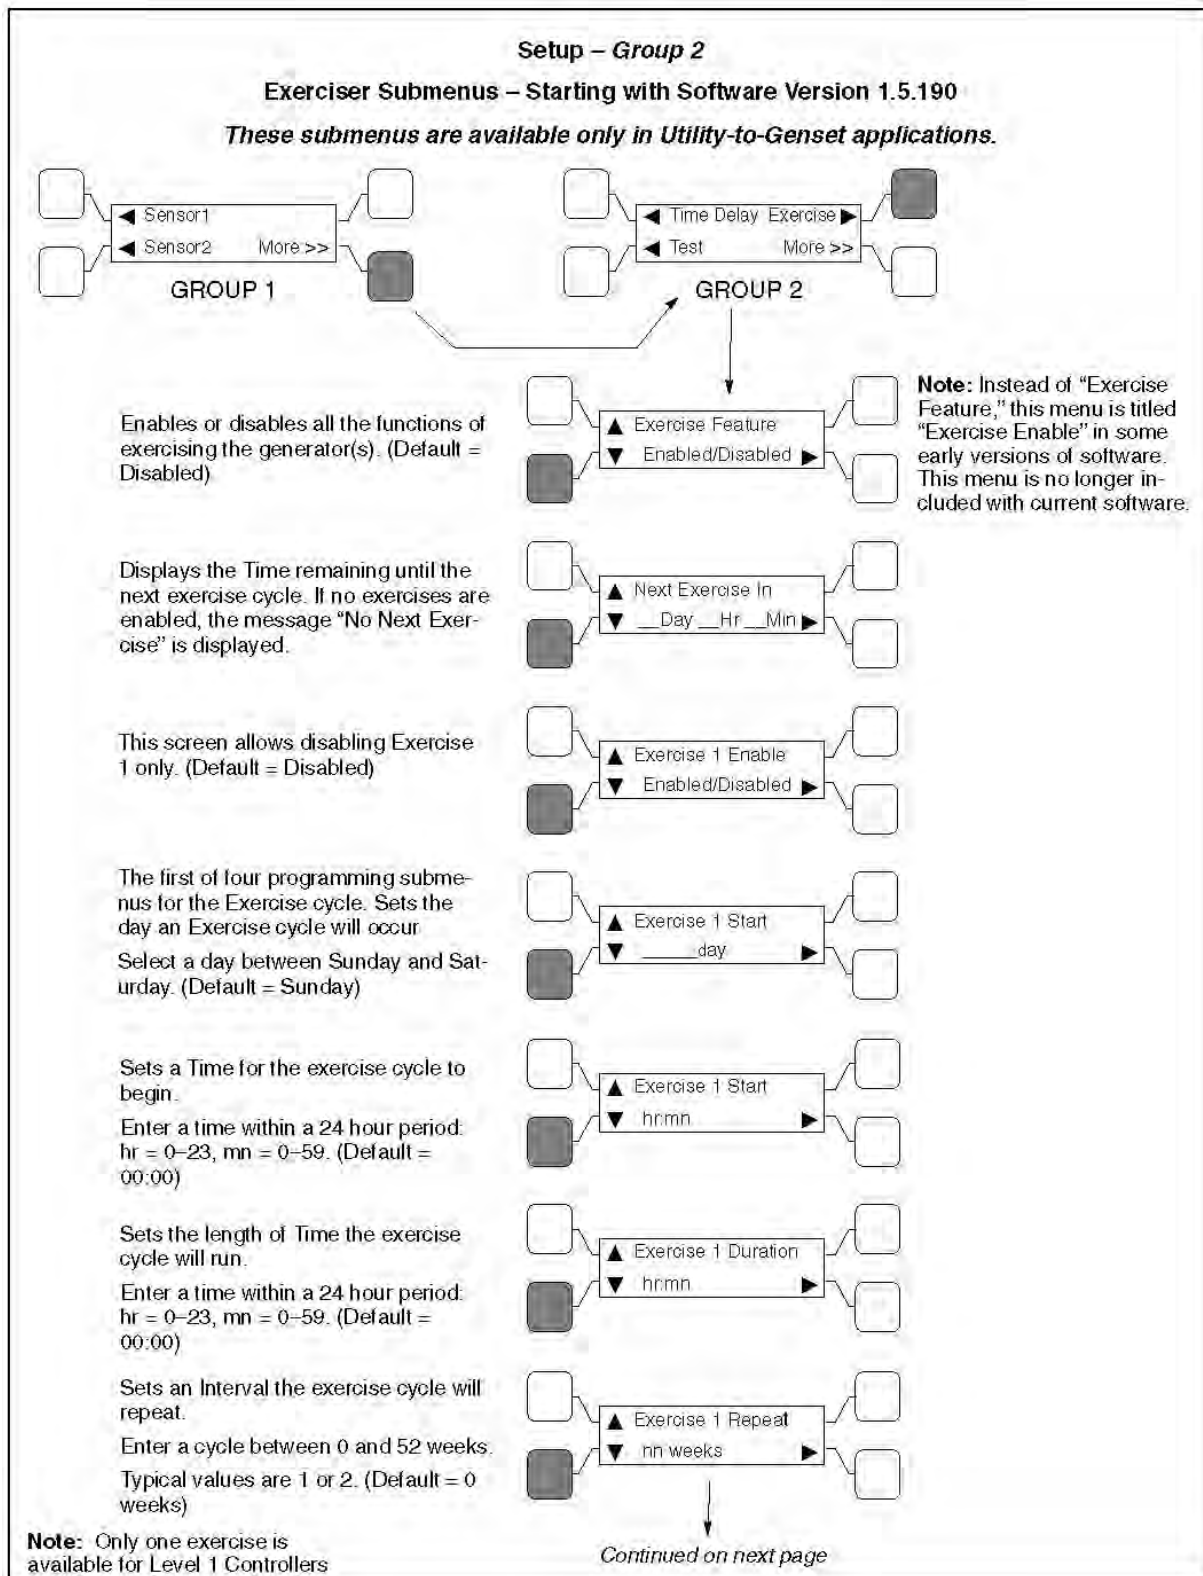 Setup – Group 2
Exerciser Submenus – Starting with Software Version 1.5.190
These submenus are available only in Utility-to-Genset applications.
◄ Sensor1
◄ Sensor2 More >>
GROUP 1
◄ Time Delay Exercise ►
◄ Test More >>
GROUP 2
Enables or disables all the functions of
exercising the generator(s). (Default =
Disabled)
▲ Exercise Feature
▼ Enabled/Disabled ►
Note: Instead of “Exercise
Feature,” this menu is titled
“Exercise Enable” in some
early versions of software.
This menu is no longer in-
cluded with current software.
Displays the Time remaining until the
next exercise cycle. If no exercises are
enabled, the message “No Next Exer-
cise” is displayed.
▲ Next Exercise In
▼ __Day __Hr __Min ►
This screen allows disabling Exercise
1 only. (Default = Disabled)
▲ Exercise 1 Enable
▼ Enabled/Disabled ►
The first of four programming subme-
nus for the Exercise cycle. Sets the
day an Exercise cycle will occur
Select a day between Sunday and Sat-
urday. (Default = Sunday)
▲ Exercise 1 Start
▼ _____day ►
Sets a Time for the exercise cycle to
begin.
Enter a time within a 24 hour period:
hr = 0–23, mn = 0–59. (Default =
00:00)
▲ Exercise 1 Start
▼ hr:mn ►
Sets the length of Time the exercise
cycle will run.
Enter a time within a 24 hour period:
hr = 0–23, mn = 0–59. (Default =
00:00)
▲ Exercise 1 Duration
▼ hr:mn ►
Sets an Interval the exercise cycle will
repeat.
Enter a cycle between 0 and 52 weeks.
Typical values are 1 or 2. (Default = 0
weeks)
▲ Exercise 1 Repeat
▼ nn weeks ►
Note: Only one exercise is
available for Level 1 Controllers
Continued on next page